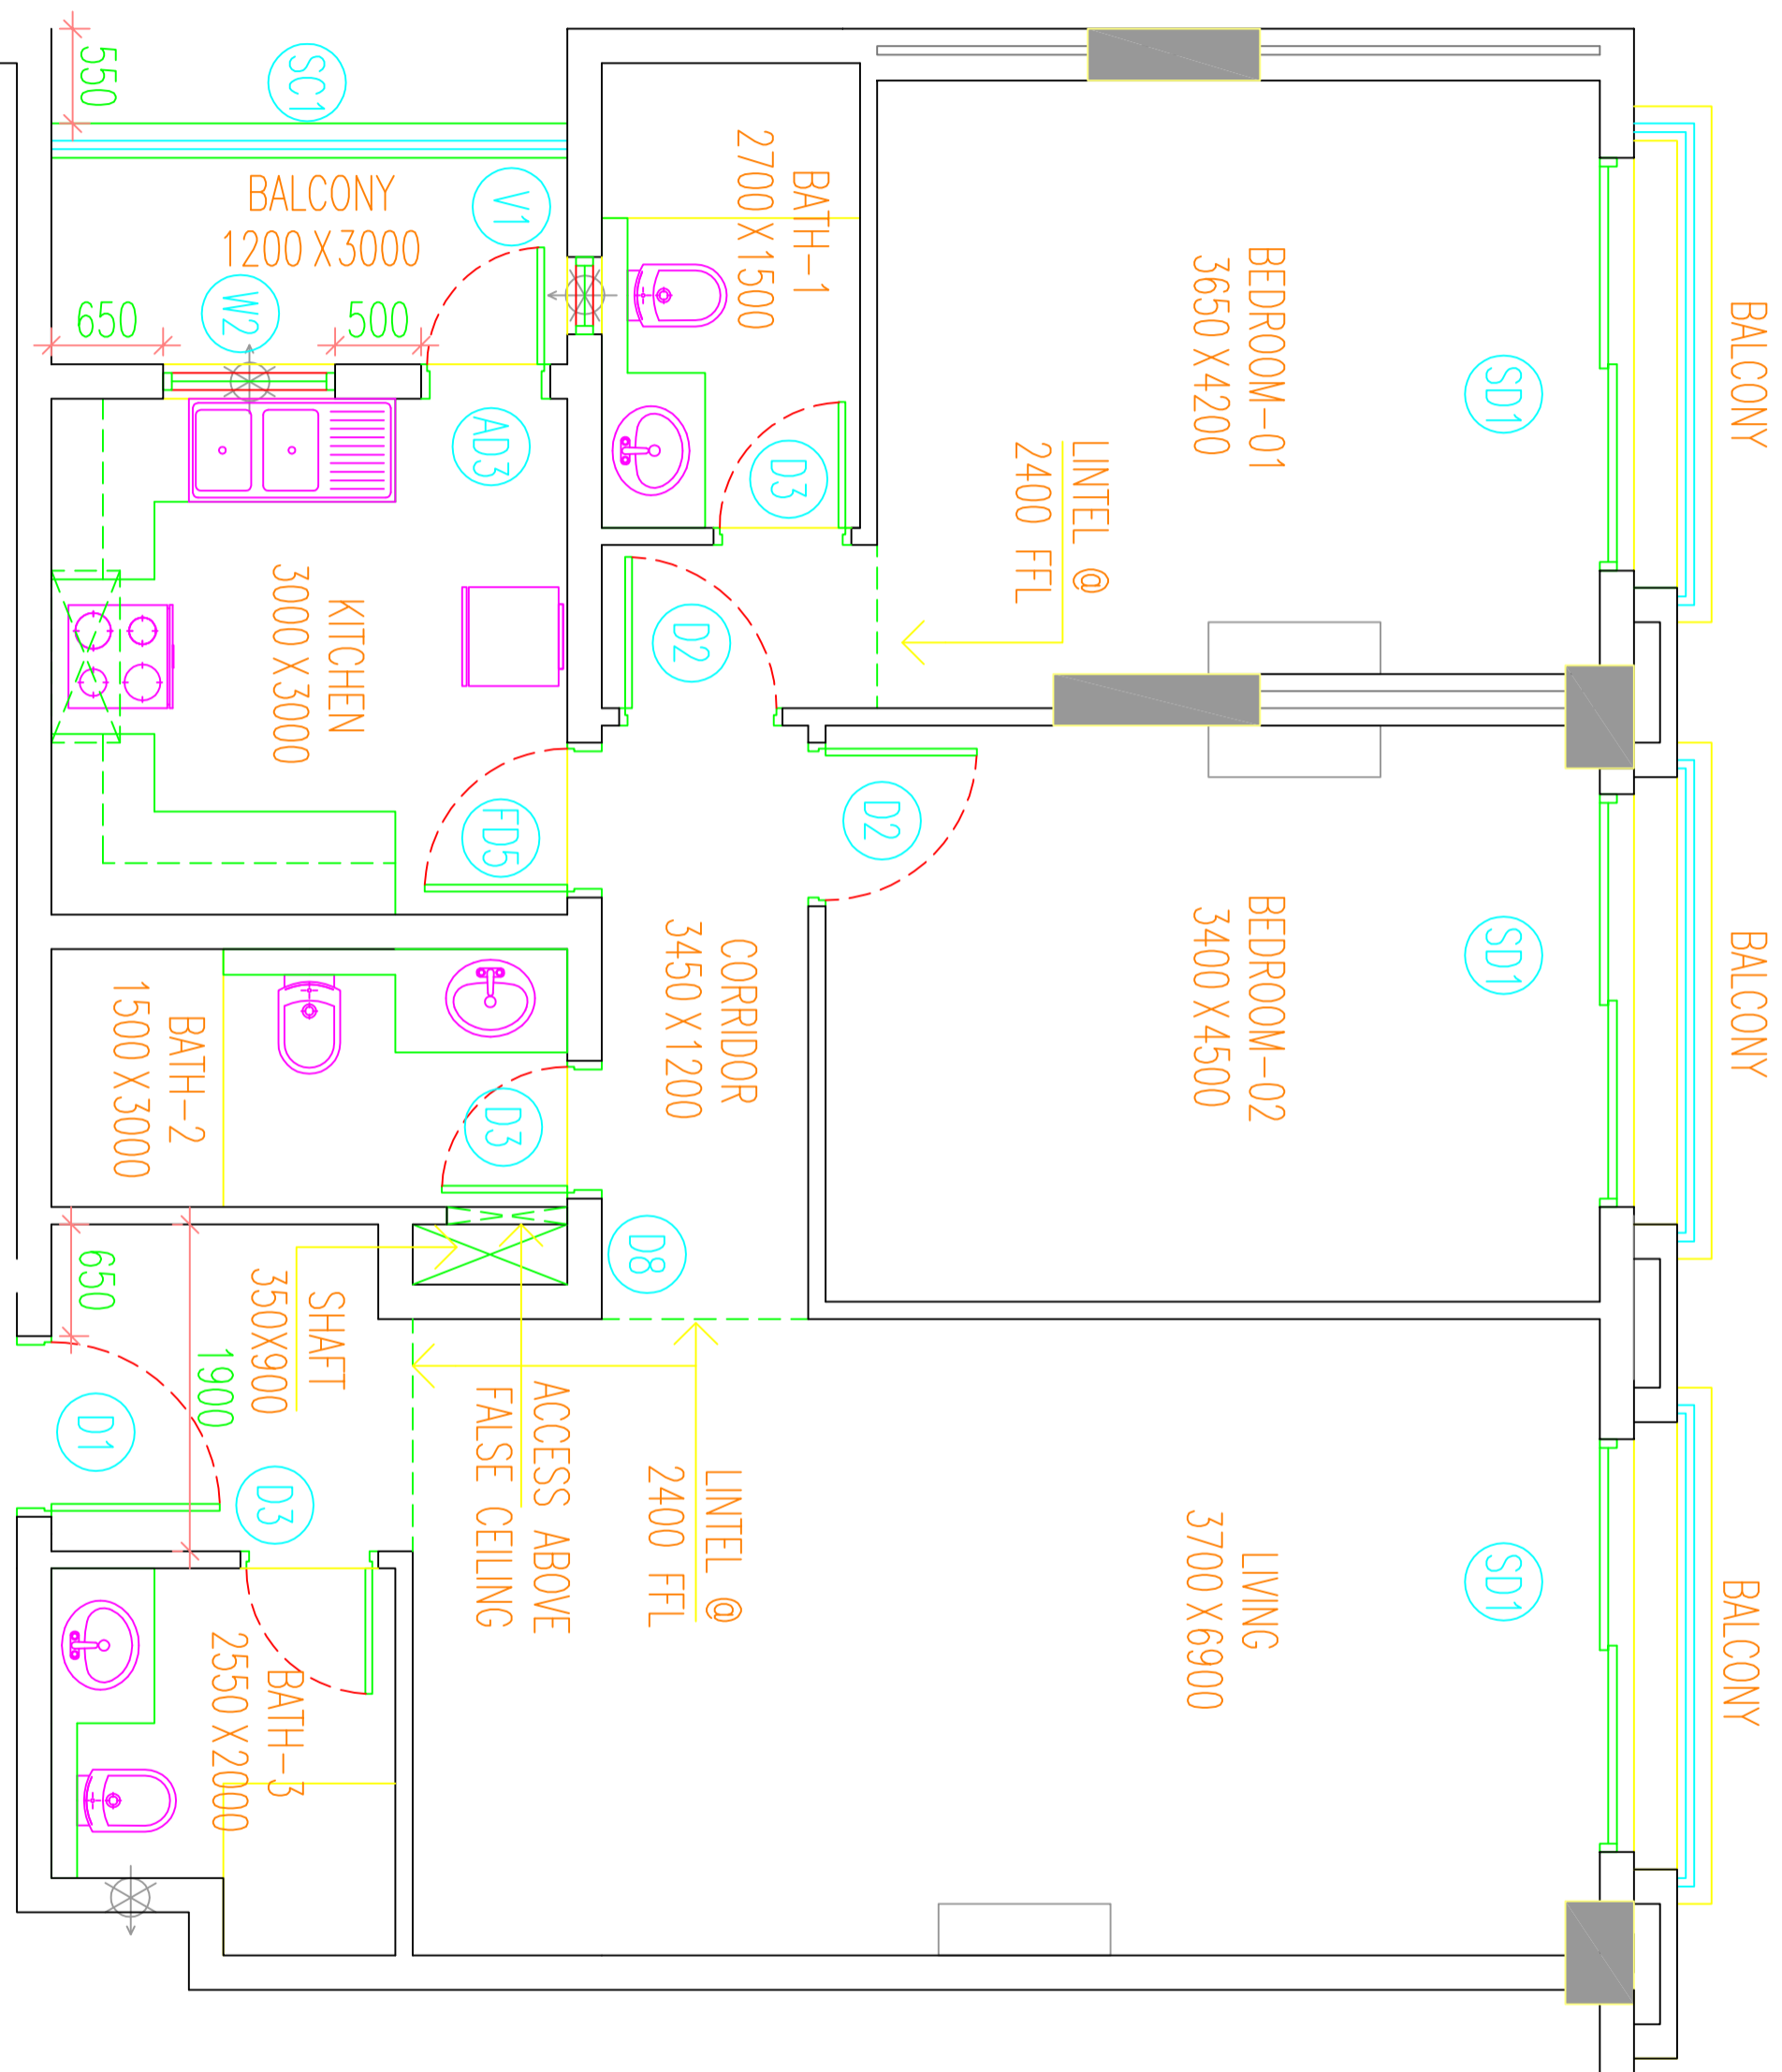 550
SC1
BALCONY
1200 X 3000
V1
W2
650
500
AD3
BATH-1
2700 X 1500
D3
BEDROOM-01
3650 X 4200
SD1
BALCONY
LINTEL @
2400 FFL
KITCHEN
3000 X 3000
D2
FD5
D2
BEDROOM-02
3400 X 4500
SD1
BALCONY
CORRIDOR
3450 X 1200
BATH-2
1500 X 3000
D3
D8
650
1900
SHAFT
350X900
D1
D3
ACCESS ABOVE
FALSE CEILING
LINTEL @
2400 FFL
LIVING
3700 X 6900
SD1
BALCONY
BATH-3
2550 X 2000